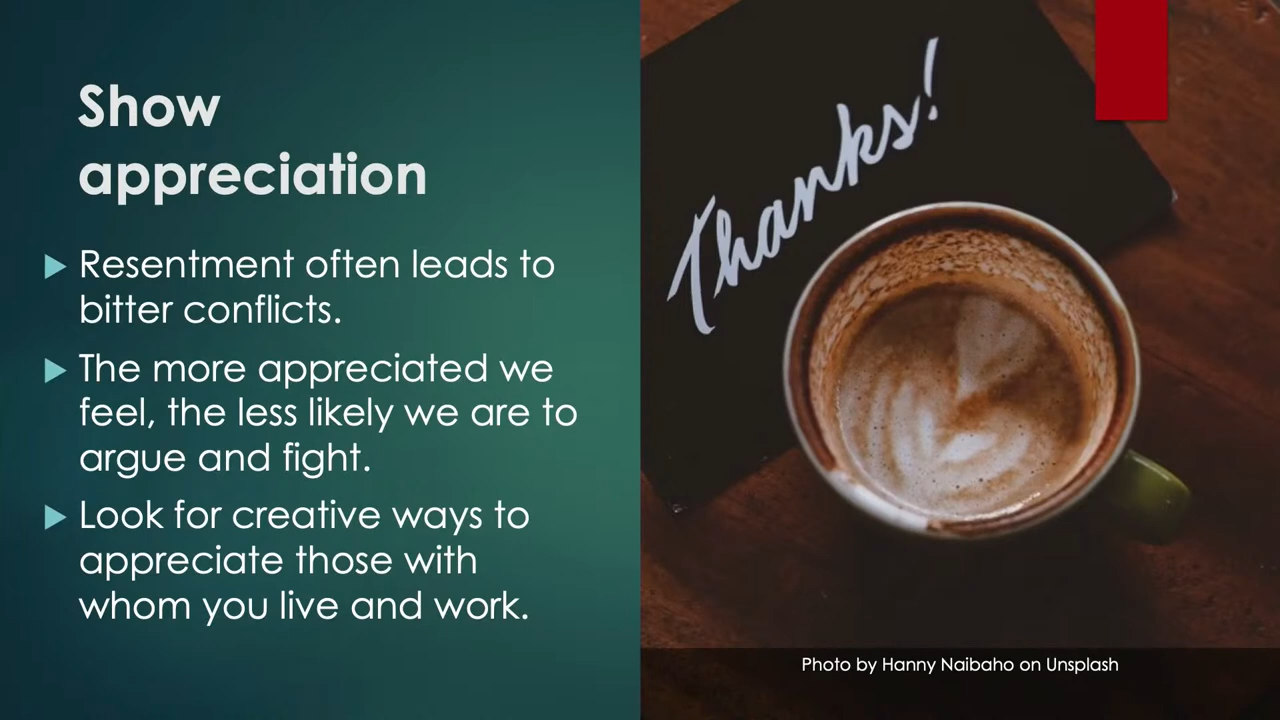 Show
appreciation
Resentment often leads to
bitter conflicts.
The more appreciated we
feel, the less likely we are to
argue and fight.
Look for creative ways to
appreciate those with
whom you live and work.
Thanks!
Photo by Hanny Naibaho on Unsplash